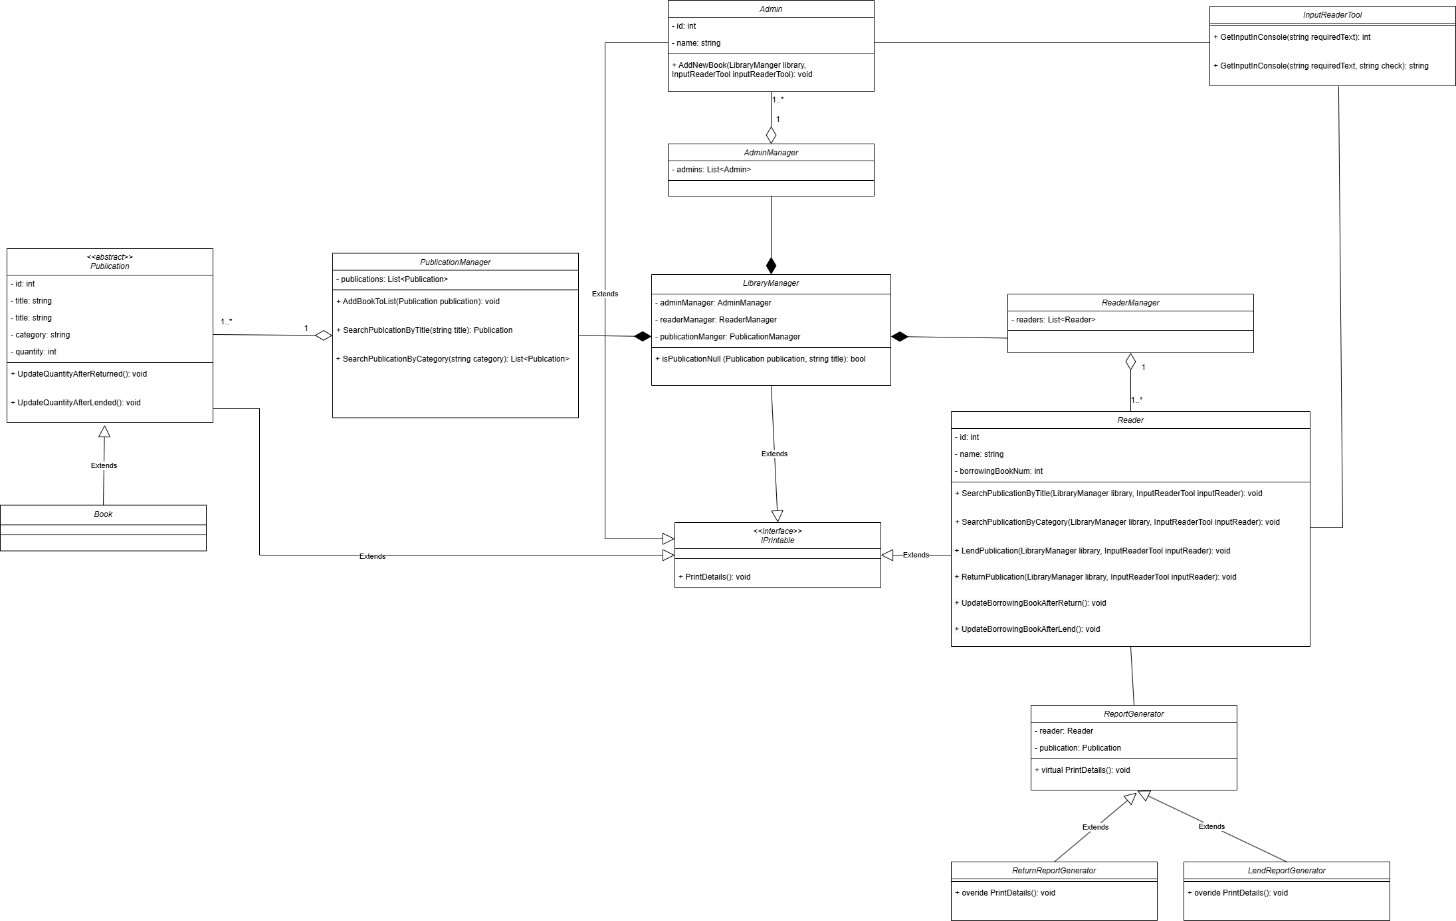 Admin
- id: int
- name: string
+ AddNewBook(LibraryManger library,
InputReaderTool inputReaderTool): void
InputReaderTool
+ GetInputInConsole(string requiredText): int
+ GetInputInConsole(string requiredText, string check): string
1..*
1
AdminManager
- admins: List<Admin>
<<abstract>>
Publication
- id: int
- title: string
- title: string
- category: string
- quantity: int
+ UpdateQuantityAfterReturned(): void
+ UpdateQuantityAfterLended(): void
1..*
1
PublicationManager
- publications: List<Publication>
+ AddBookToList(Publication publication): void
+ SearchPublcationByTitle(string title): Publication
+ SearchPublicationByCategory(string category): List<Publcation>
Extends
LibraryManager
- adminManager: AdminManager
- readerManager: ReaderManager
- publicationManger: PublicationManager
+ isPublicationNull (Publication publication, string title): bool
ReaderManager
- readers: List<Reader>
1
1..*
Extends
Book
Extends
Extends
<<interface>>
IPrintable
+ PrintDetails(): void
Extends
Reader
- id: int
- name: string
- borrowingBookNum: int
+ SearchPublicationByTitle(LibraryManager library, InputReaderTool inputReader): void
+ SearchPublicationByCategory(LibraryManager library, InputReaderTool inputReader): void
+ LendPublication(LibraryManager library, InputReaderTool inputReader): void
+ ReturnPublication(LibraryManager library, InputReaderTool inputReader): void
+ UpdateBorrowingBookAfterReturn(): void
+ UpdateBorrowingBookAfterLend(): void
ReportGenerator
- reader: Reader
- publication: Publication
+ virtual PrintDetails(): void
Extends
Extends
ReturnReportGenerator
+ overide PrintDetails(): void
LendReportGenerator
+ overide PrintDetails(): void